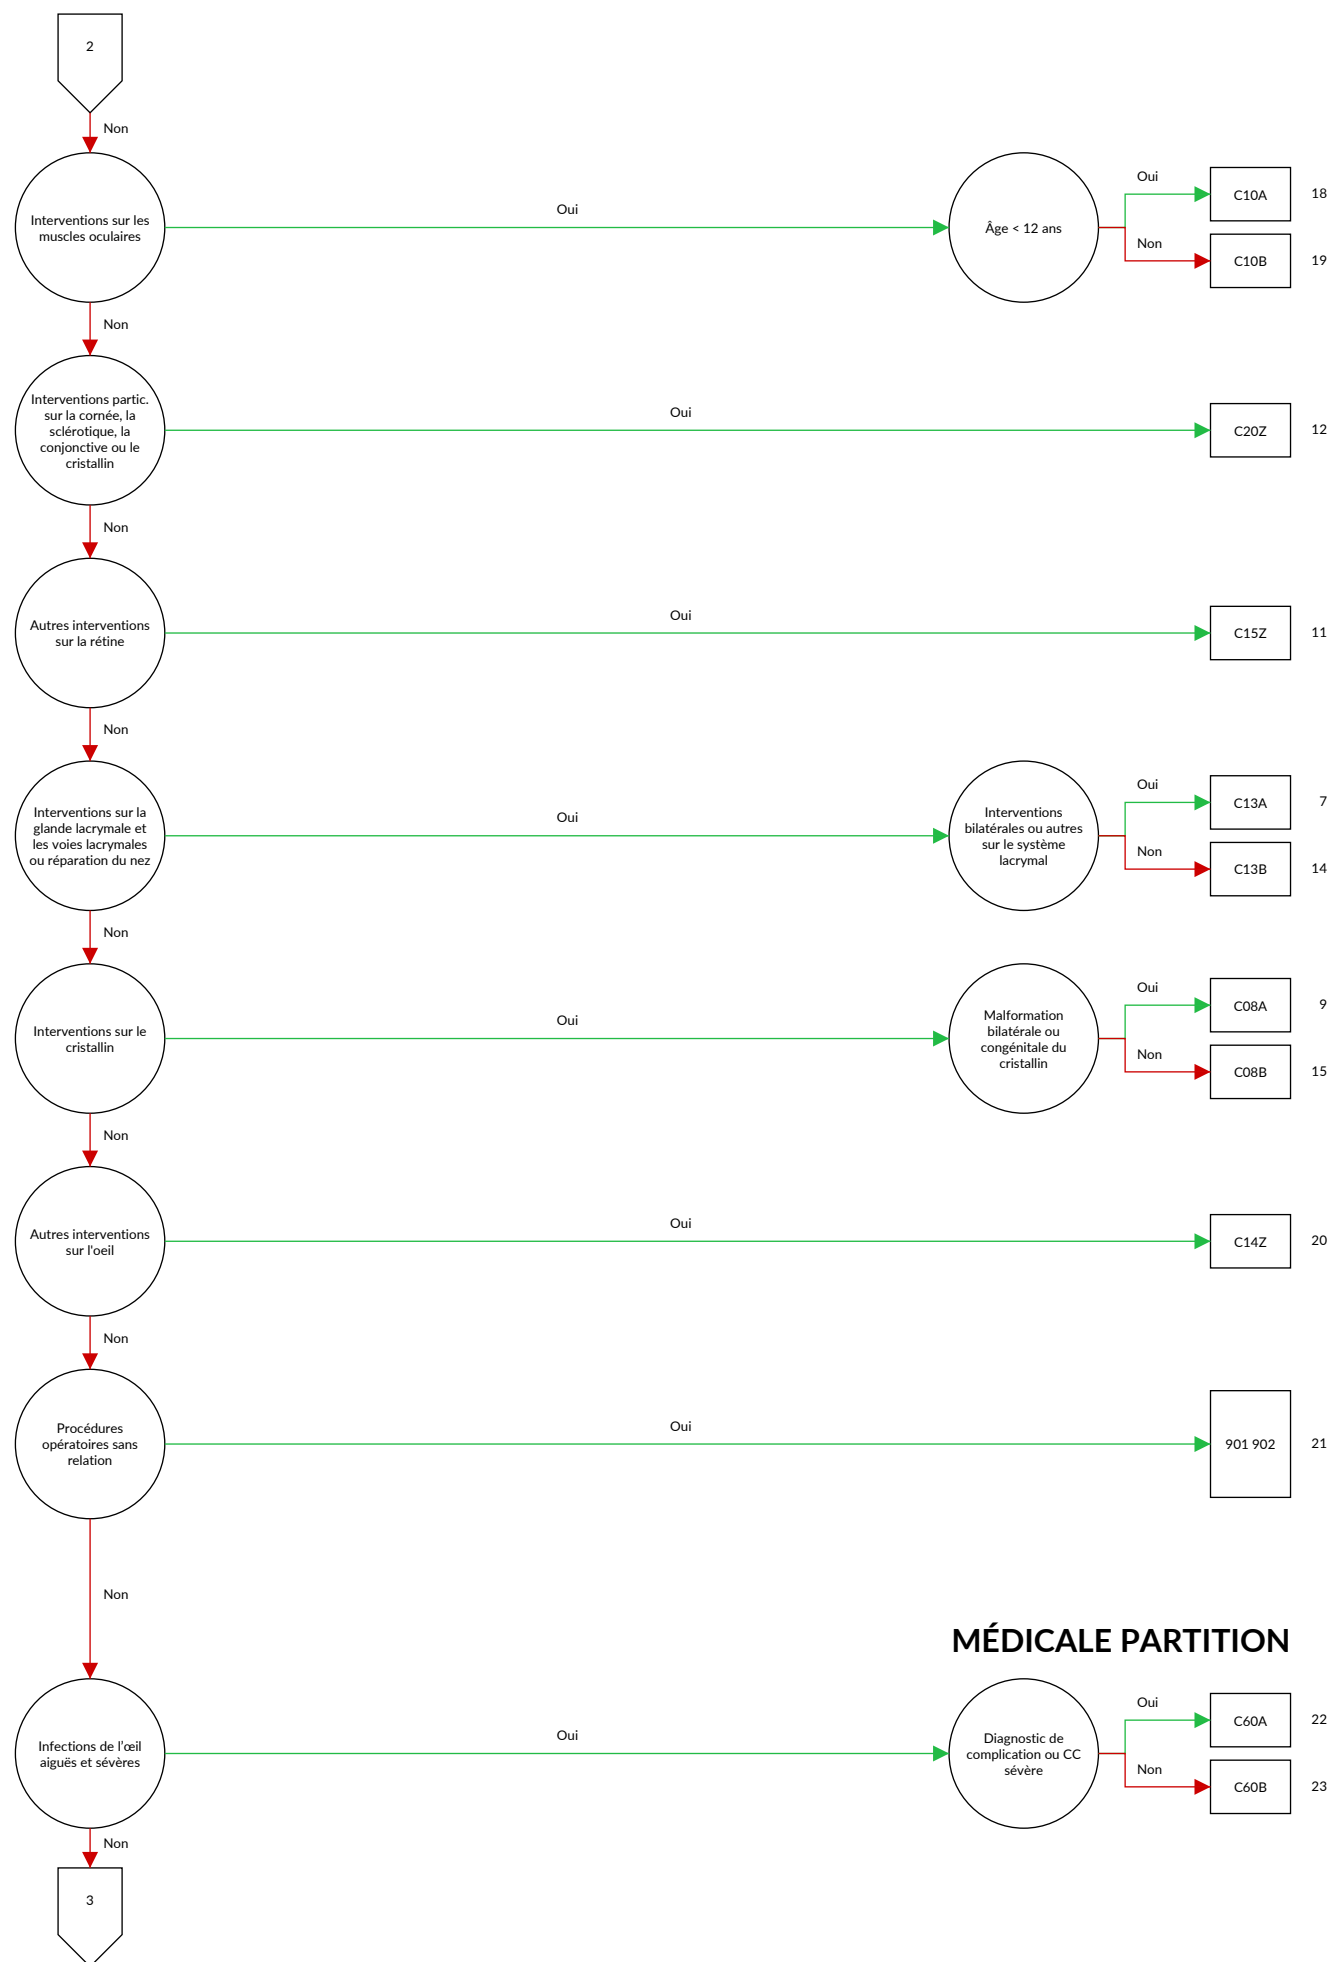 2
Non
Interventions sur les
muscles oculaires
Oui
Âge < 12 ans
Oui
C10A
18
Non
C10B
19
Non
Interventions partic.
sur la cornée, la
sclérotique, la
conjonctive ou le
cristallin
Oui
C20Z
12
Non
Autres interventions
sur la rétine
Oui
C15Z
11
Non
Interventions sur la
glande lacrymale et
les voies lacrymales
ou réparation du nez
Oui
Interventions
bilatérales ou autres
sur le système
lacrymal
Oui
C13A
7
Non
C13B
14
Non
Interventions sur le
cristallin
Oui
Malformation
bilatérale ou
congénitale du
cristallin
Oui
C08A
9
Non
C08B
15
Non
Autres interventions
sur l'oeil
Oui
C14Z
20
Non
Procédures
opératoires sans
relation
Oui
901 902
21
Non
MÉDICALE PARTITION
Infections de l’œil
aiguës et sévères
Oui
Diagnostic de
complication ou CC
sévère
Oui
C60A
22
Non
C60B
23
Non
3